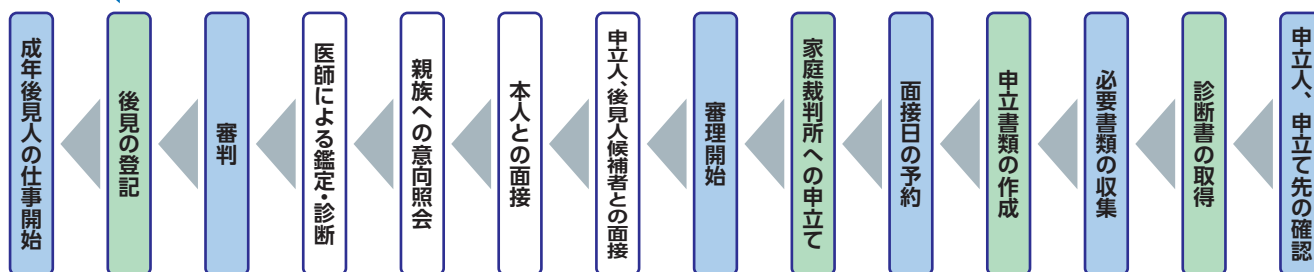 申立人、申立て先の確認
診断書の取得
必要書類の収集
申立書類の作成
面接日の予約
家庭裁判所への申立て
審理開始
申立人、後見人候補者との面接
本人との面接
親族への意向照会
医師による鑑定・診断
審判
後見の登記
成年後見人の仕事開始